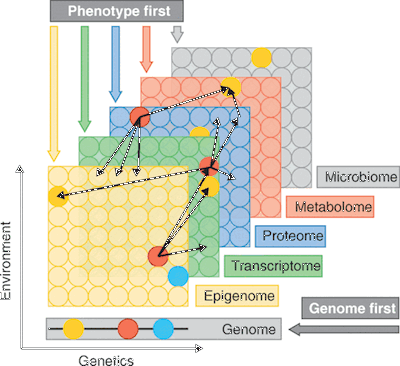 Phenotype first
Microbiome
Metabolome
Proteome
Transcriptome
Epigenome
Genome first
Genome
Environment
Genetics